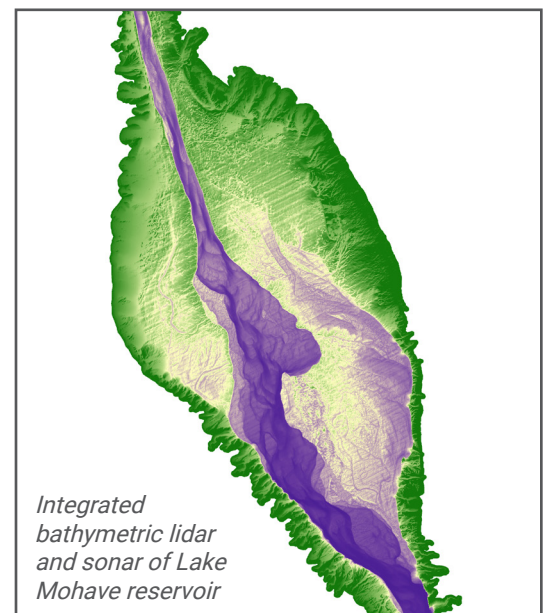 Integrated
bathymetric lidar
and sonar of Lake
Mohave reservoir